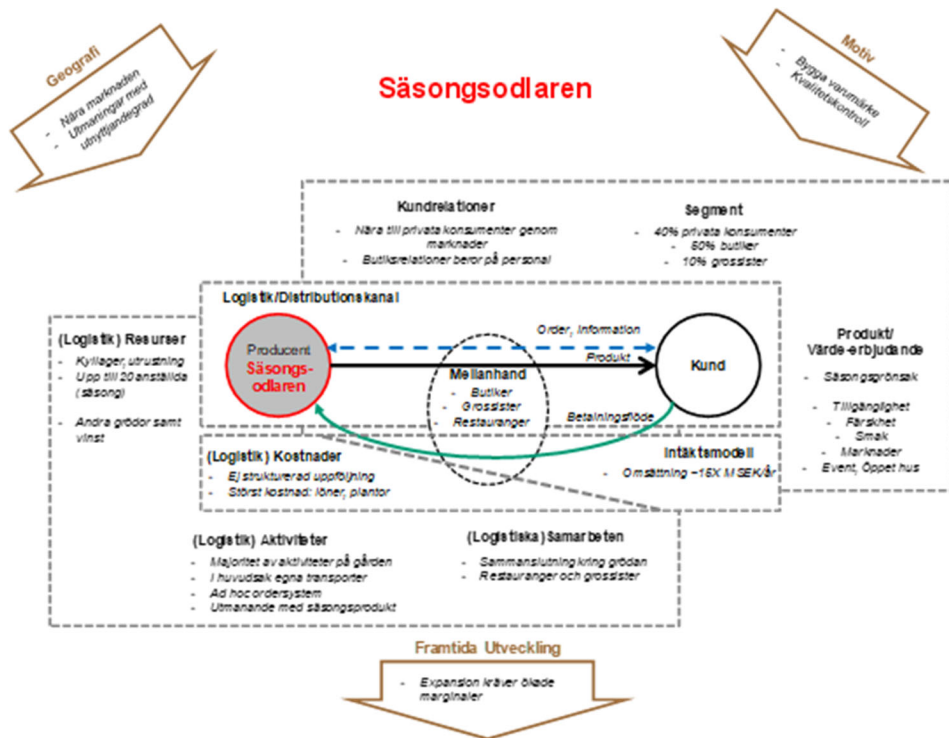 Geografi
- Nära marknaden
- Utmaningar med
utnyttjandegrad
Säsongsodlaren
Motiv
- Bygga varumärke
- Kvalitetskontroll
Kundrelationer
- Nära till privata konsumenter genom
marknader
- Butiksrelationer beror på personal
Segment
- 40% privata konsumenter
- 50% butiker
- 10% grossister
Logistik/Distributionskanal
Producent
Säsongs-
odlaren
Order, information
Produkt
Mellanhand
- Butiker
- Grossister
- Restauranger
Betalningsflöde
Kund
(Logistik) Resurser
- Kyllager, utrustning
- Upp till 20 anställda
(säsong)
- Andra grödor samt
vinst
Produkt/
Värde-erbjudande
- Säsongsgrönsak
- Tillgänglighet
- Färskhet
- Smak
- Marknader
- Event, Öppet hus
(Logistik) Kostnader
- Ej strukturerad uppföljning
- Störst kostnad: löner, plantor
Intäktsmodell
- Omsättning ~15X MSEK/år
(Logistik) Aktiviteter
- Majoritet av aktiviteter på gården
- I huvudsak egna transporter
- Ad hoc ordersystem
- Utmanande med säsongsprodukt
(Logistiska) Samarbeten
- Sammanslutning kring grödan
- Restauranger och grossister
Framtida Utveckling
- Expansion kräver ökade
marginaler